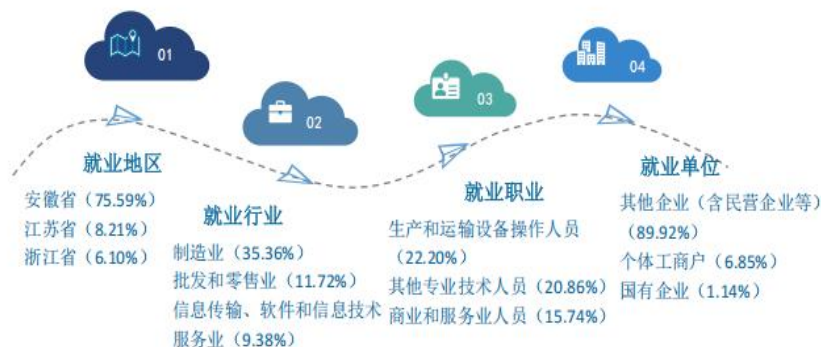 01
就业地区
安徽省（75.59%）
江苏省（8.21%）
浙江省（6.10%）
02
就业行业
制造业（35.36%）
批发和零售业（11.72%）
信息传输、软件和信息技术
服务业（9.38%）
03
就业职业
生产和运输设备操作人员
（22.20%）
其他专业技术人员（20.86%）
商业和服务业人员（15.74%）
04
就业单位
其他企业（含民营企业等）
（89.92%）
个体工商户（6.85%）
国有企业（1.14%）